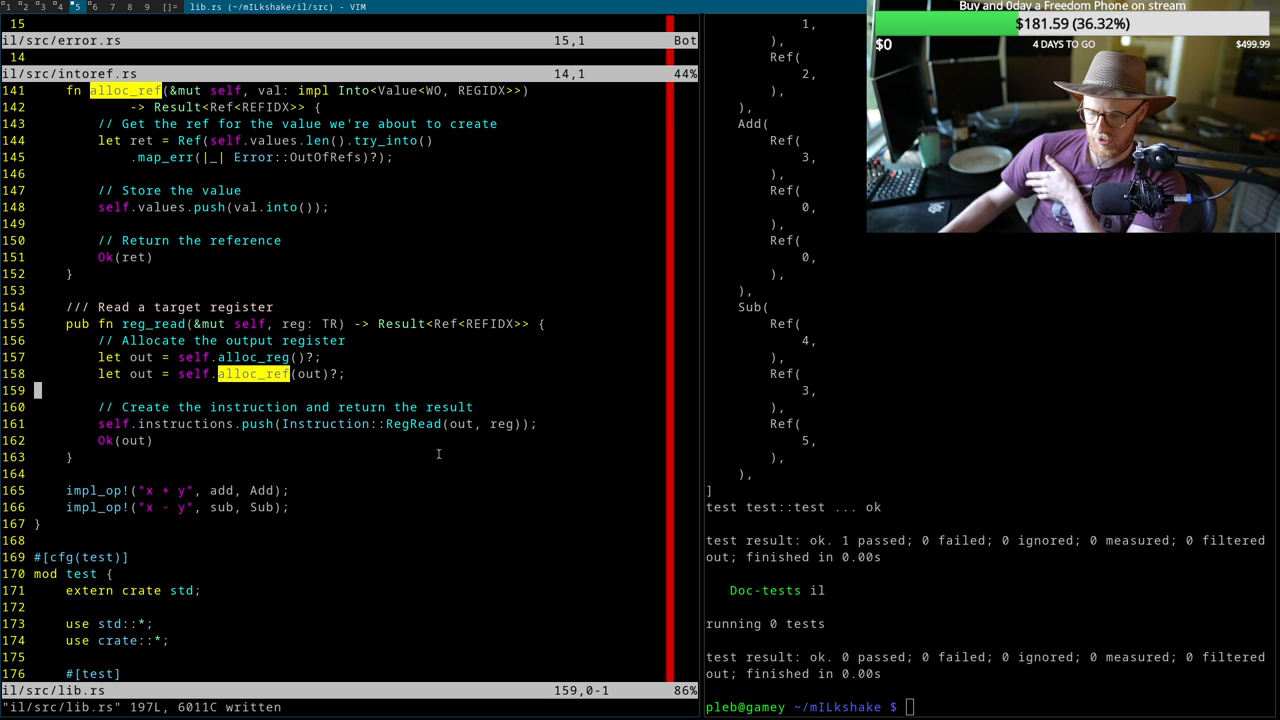 1 2 3 4 5 6 7 8 9 []= lib.rs (~/mILkshake/il/src) - VIM
15
il/src/error.rs 15,1 Bot
14
il/src/intoref.rs 14,1 44%
141 fn alloc_ref(&mut self, val: impl Into<Value<WO, REGIDX>>)
142 -> Result<Ref<REFIDX>> {
143 // Get the ref for the value we're about to create
144 let ret = Ref(self.values.len().try_into()
145 .map_err(|_| Error::OutOfRefs)?);
146
147 // Store the value
148 self.values.push(val.into());
149
150 // Return the reference
151 Ok(ret)
152 }
153
154 /// Read a target register
155 pub fn reg_read(&mut self, reg: TR) -> Result<Ref<REFIDX>> {
156 // Allocate the output register
157 let out = self.alloc_reg()?;
158 let out = self.alloc_ref(out)?;
159
160 // Create the instruction and return the result
161 self.instructions.push(Instruction::RegRead(out, reg));
162 Ok(out)
163 }
164
165 impl_op!("x + y", add, Add);
166 impl_op!("x - y", sub, Sub);
167 }
168
169 #[cfg(test)]
170 mod test {
171 extern crate std;
172
173 use std::*;
174 use crate::*;
175
176 #[test]
il/src/lib.rs 159,0-1 86%
"il/src/lib.rs" 197L, 6011C written
1,
),
Ref(
2,
),
),
Add(
Ref(
3,
),
Ref(
0,
),
Ref(
0,
),
),
Sub(
Ref(
4,
),
Ref(
3,
),
Ref(
5,
),
),
]
test test::test ... ok
test result: ok. 1 passed; 0 failed; 0 ignored; 0 measured; 0 filtered
out; finished in 0.00s
Doc-tests il
running 0 tests
test result: ok. 0 passed; 0 failed; 0 ignored; 0 measured; 0 filtered
out; finished in 0.00s
pleb@gamey ~/mILkshake $
Buy and 0day a Freedom Phone on stream
$181.59 (36.32%)
$0 4 DAYS TO GO $499.99